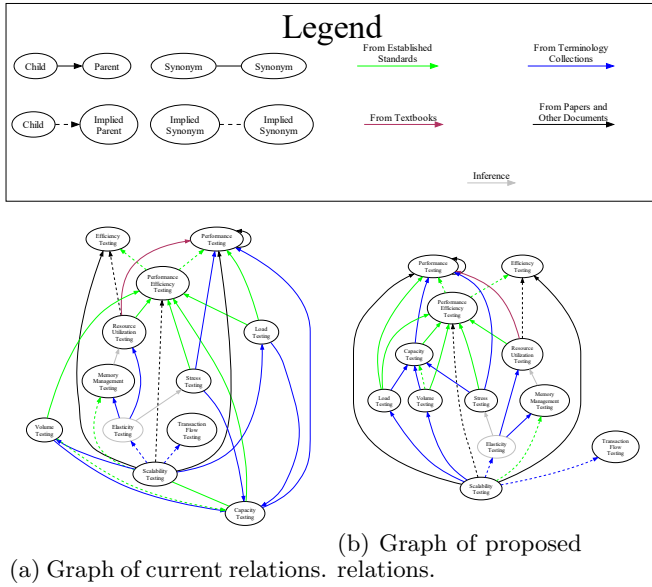 Legend
Child
Parent
Synonym
Synonym
From Established
Standards
From Terminology
Collections
Child
Implied
Parent
Implied
Synonym
Implied
Synonym
From Textbooks
From Papers and
Other Documents
Inference
Efficiency
Testing
Performance
Testing
Performance
Efficiency
Testing
Resource
Utilization
Testing
Load
Testing
Memory
Management
Testing
Stress
Testing
Volume
Testing
Elasticity
Testing
Transaction
Flow
Testing
Scalability
Testing
Capacity
Testing
(a) Graph of current relations.
Performance
Testing
Efficiency
Testing
Performance
Efficiency
Testing
Capacity
Testing
Resource
Utilization
Testing
Load
Testing
Volume
Testing
Stress
Testing
Memory
Management
Testing
Elasticity
Testing
Transaction
Flow
Testing
Scalability
Testing
(b) Graph of proposed
relations.